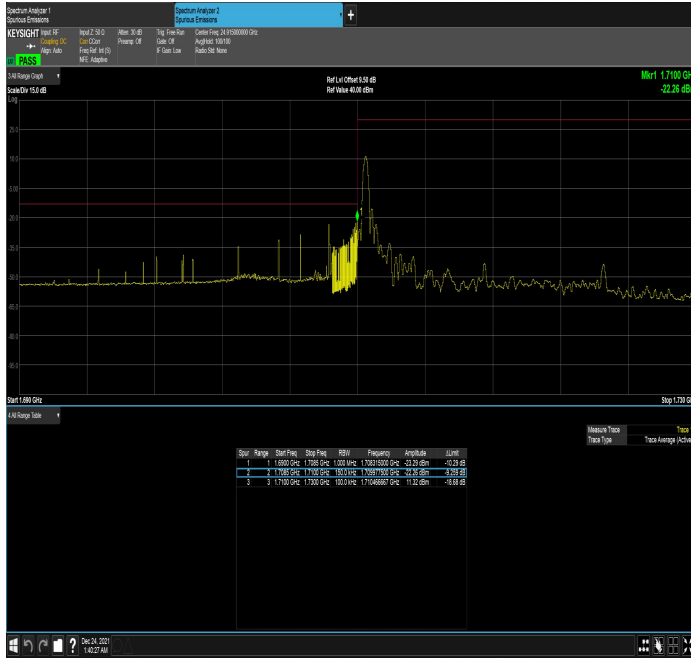 Spectrum Analyzer 1
Spurious Emissions
Spectrum Analyzer 2
Spurious Emissions
+
KEYSIGHT
Input: RF
Coupling: DC
Align: Auto
Input Z: 50 Ω
Corr CCorr
Freq Ref: Int (S)
NFE: Adaptive
Atten: 30 dB
Preamp: Off
Trig: Free Run
Gate: Off
IF Gain: Low
Center Freq: 24.915000000 GHz
Avg|Hold: 100/100
Radio Std: None
PASS
3 All Range Graph
Scale/Div 15.0 dB
Log
Ref Lvl Offset 9.50 dB
Ref Value 40.00 dBm
Mkr1 1.7100 GH
-22.26 dB
25.0
10.0
-5.00
-20.0
-35.0
-50.0
-65.0
-80.0
-95.0
Start 1.690 GHz
Stop 1.730 G
4 All Range Table
Measure Trace Trace
Trace Type Trace Average (Active
Spur Range Start Freq Stop Freq RBW Frequency Amplitude ΔLimit
1 1 1.6900 GHz 1.7085 GHz 1.000 MHz 1.708315000 GHz -23.29 dBm -10.29 dB
2 2 1.7085 GHz 1.7100 GHz 150.0 kHz 1.709977500 GHz -22.26 dBm -9.259 dB
3 3 1.7100 GHz 1.7300 GHz 100.0 kHz 1.710466667 GHz 11.32 dBm -18.68 dB
?
Dec 24, 2021
1:40:27 AM